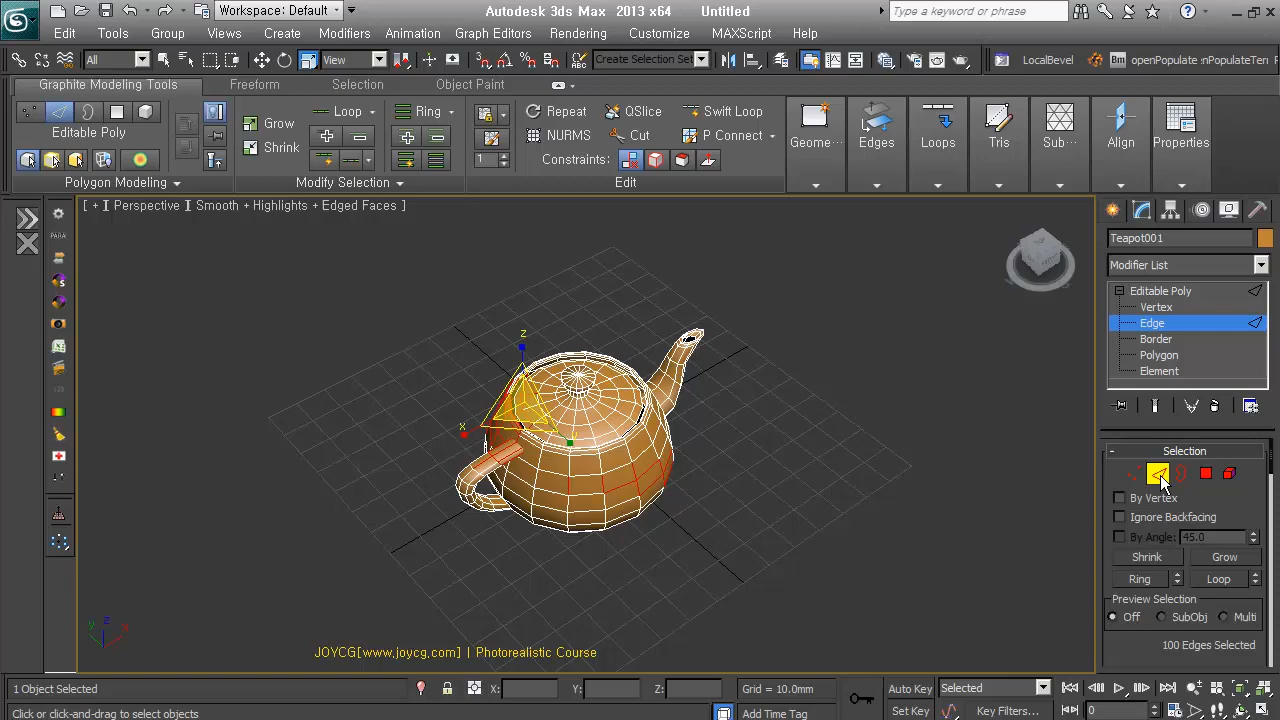 Workspace: Default
Autodesk 3ds Max 2013 x64 Untitled
Type a keyword or phrase
Edit Tools Group Views Create Modifiers Animation Graph Editors Rendering Customize MAXScript Help
All
View
Create Selection Set
LocalBevel
Bm openPopulate
nPopulateTerr
Graphite Modeling Tools Freeform Selection Object Paint
Loop Ring Repeat QSlice Swift Loop
Grow NURMS Cut P Connect
Editable Poly
Shrink 1 Constraints:
Geome··· Edges Loops Tris Sub··· Align Properties
Polygon Modeling Modify Selection Edit
[ + ] Perspective ] Smooth + Highlights + Edged Faces ]
PARA
S
123
z
x
y
z
y
x
JOYCG[www.joycg.com] | Photorealistic Course
Teapot001
Modifier List
Editable Poly
Vertex
Edge
Border
Polygon
Element
Selection
By Vertex
Ignore Backfacing
By Angle: 45.0
Shrink Grow
Ring Loop
Preview Selection
Off SubObj Multi
100 Edges Selected
1 Object Selected X: Y: Z: Grid = 10.0mm Auto Key Selected
Click or click-and-drag to select objects Add Time Tag Set Key Key Filters... 0